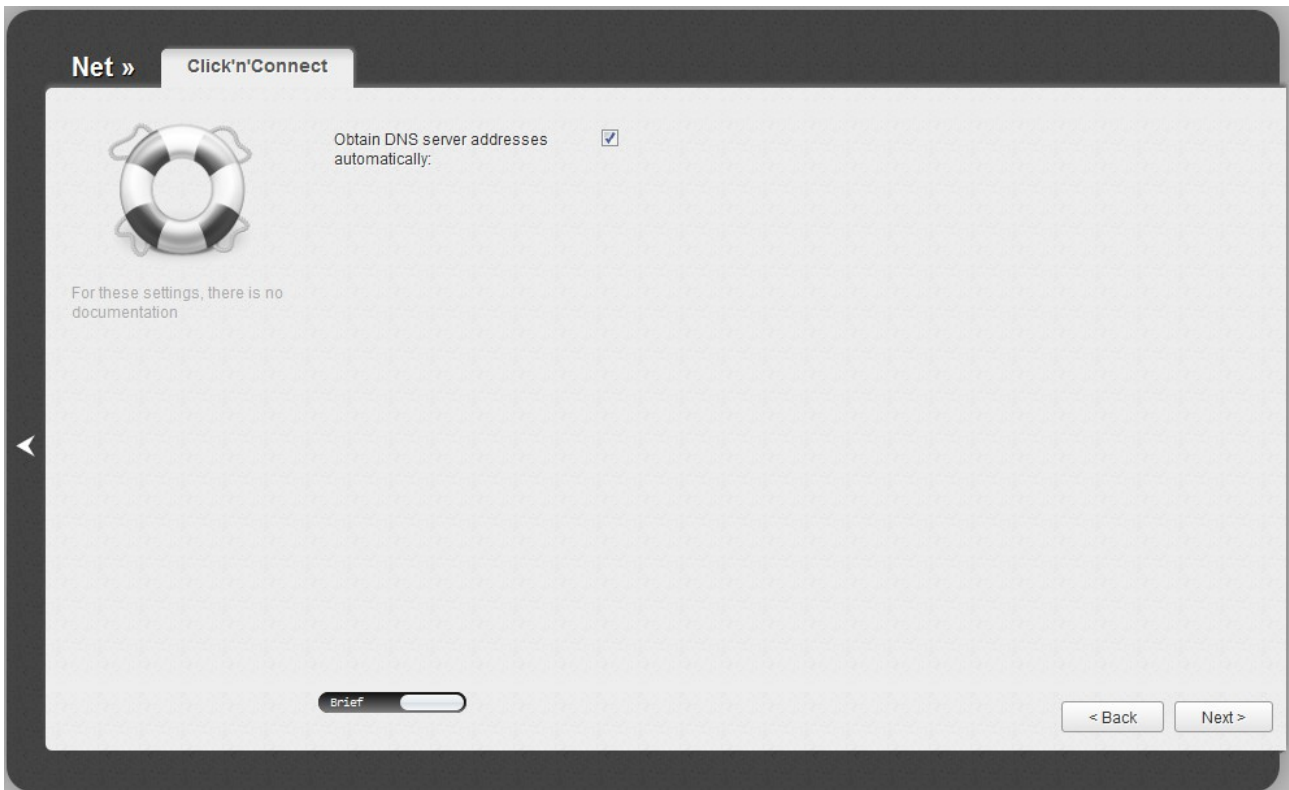 Net »
Click'n'Connect
Obtain DNS server addresses
automatically:
For these settings, there is no
documentation
Brief
< Back
Next >